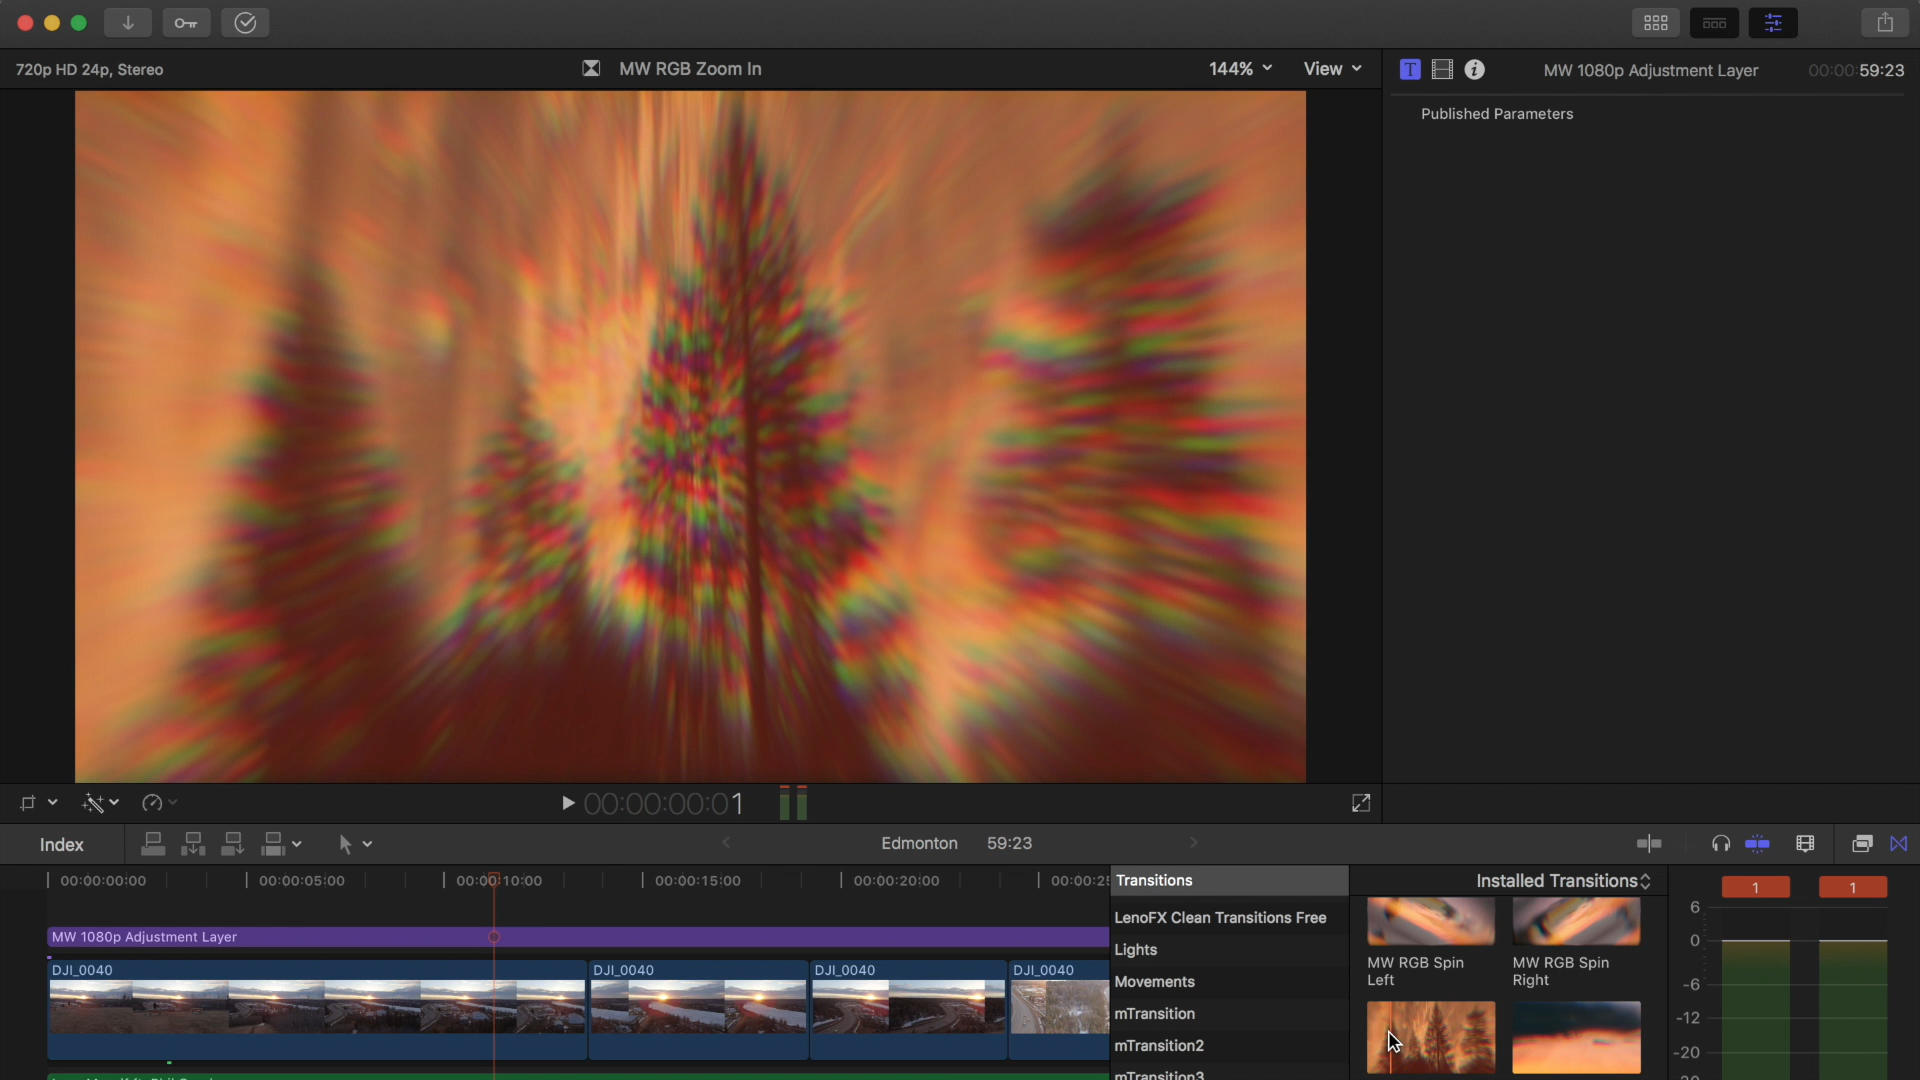 720p HD 24p, Stereo
MW RGB Zoom In
144%
View
T
i
MW 1080p Adjustment Layer
00:00:59:23
Published Parameters
00:00:00:01
Index
Edmonton
59:23
00:00:00:00
00:00:05:00
00:00:10:00
00:00:15:00
00:00:20:00
00:00:25
Transitions
Installed Transitions
1
1
LenoFX Clean Transitions Free
Lights
Movements
mTransition
mTransition2
mTransition3
MW RGB Spin
Left
MW RGB Spin
Right
6
0
-6
-12
-20
MW 1080p Adjustment Layer
DJI_0040
DJI_0040
DJI_0040
DJI_0040